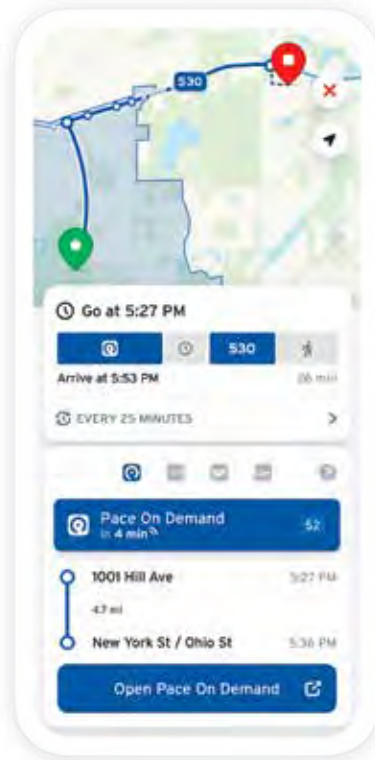 530
Go at 5:27 PM
530
Arrive at 5:53 PM 26 min
EVERY 25 MINUTES
Pace On Demand
in 4 min
52
1001 Hill Ave 5:27 PM
4.7 mi
New York St / Ohio St 5:36 PM
Open Pace On Demand